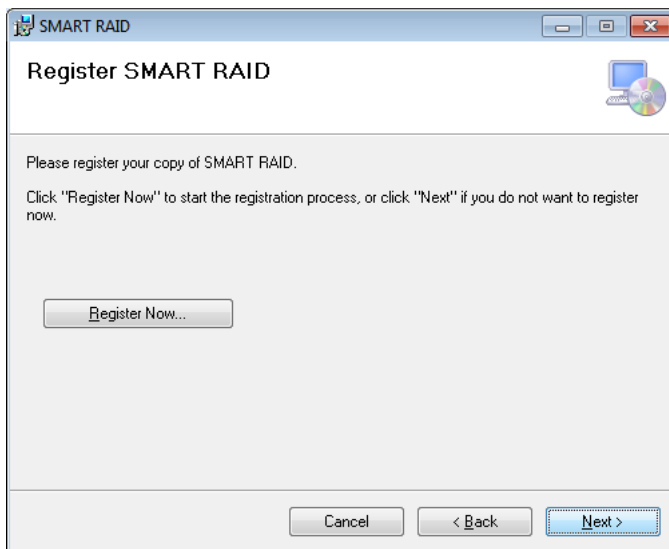 SMART RAID
Register SMART RAID
Please register your copy of SMART RAID.
Click "Register Now" to start the registration process, or click "Next" if you do not want to register
now.
Register Now...
Cancel
< Back
Next >